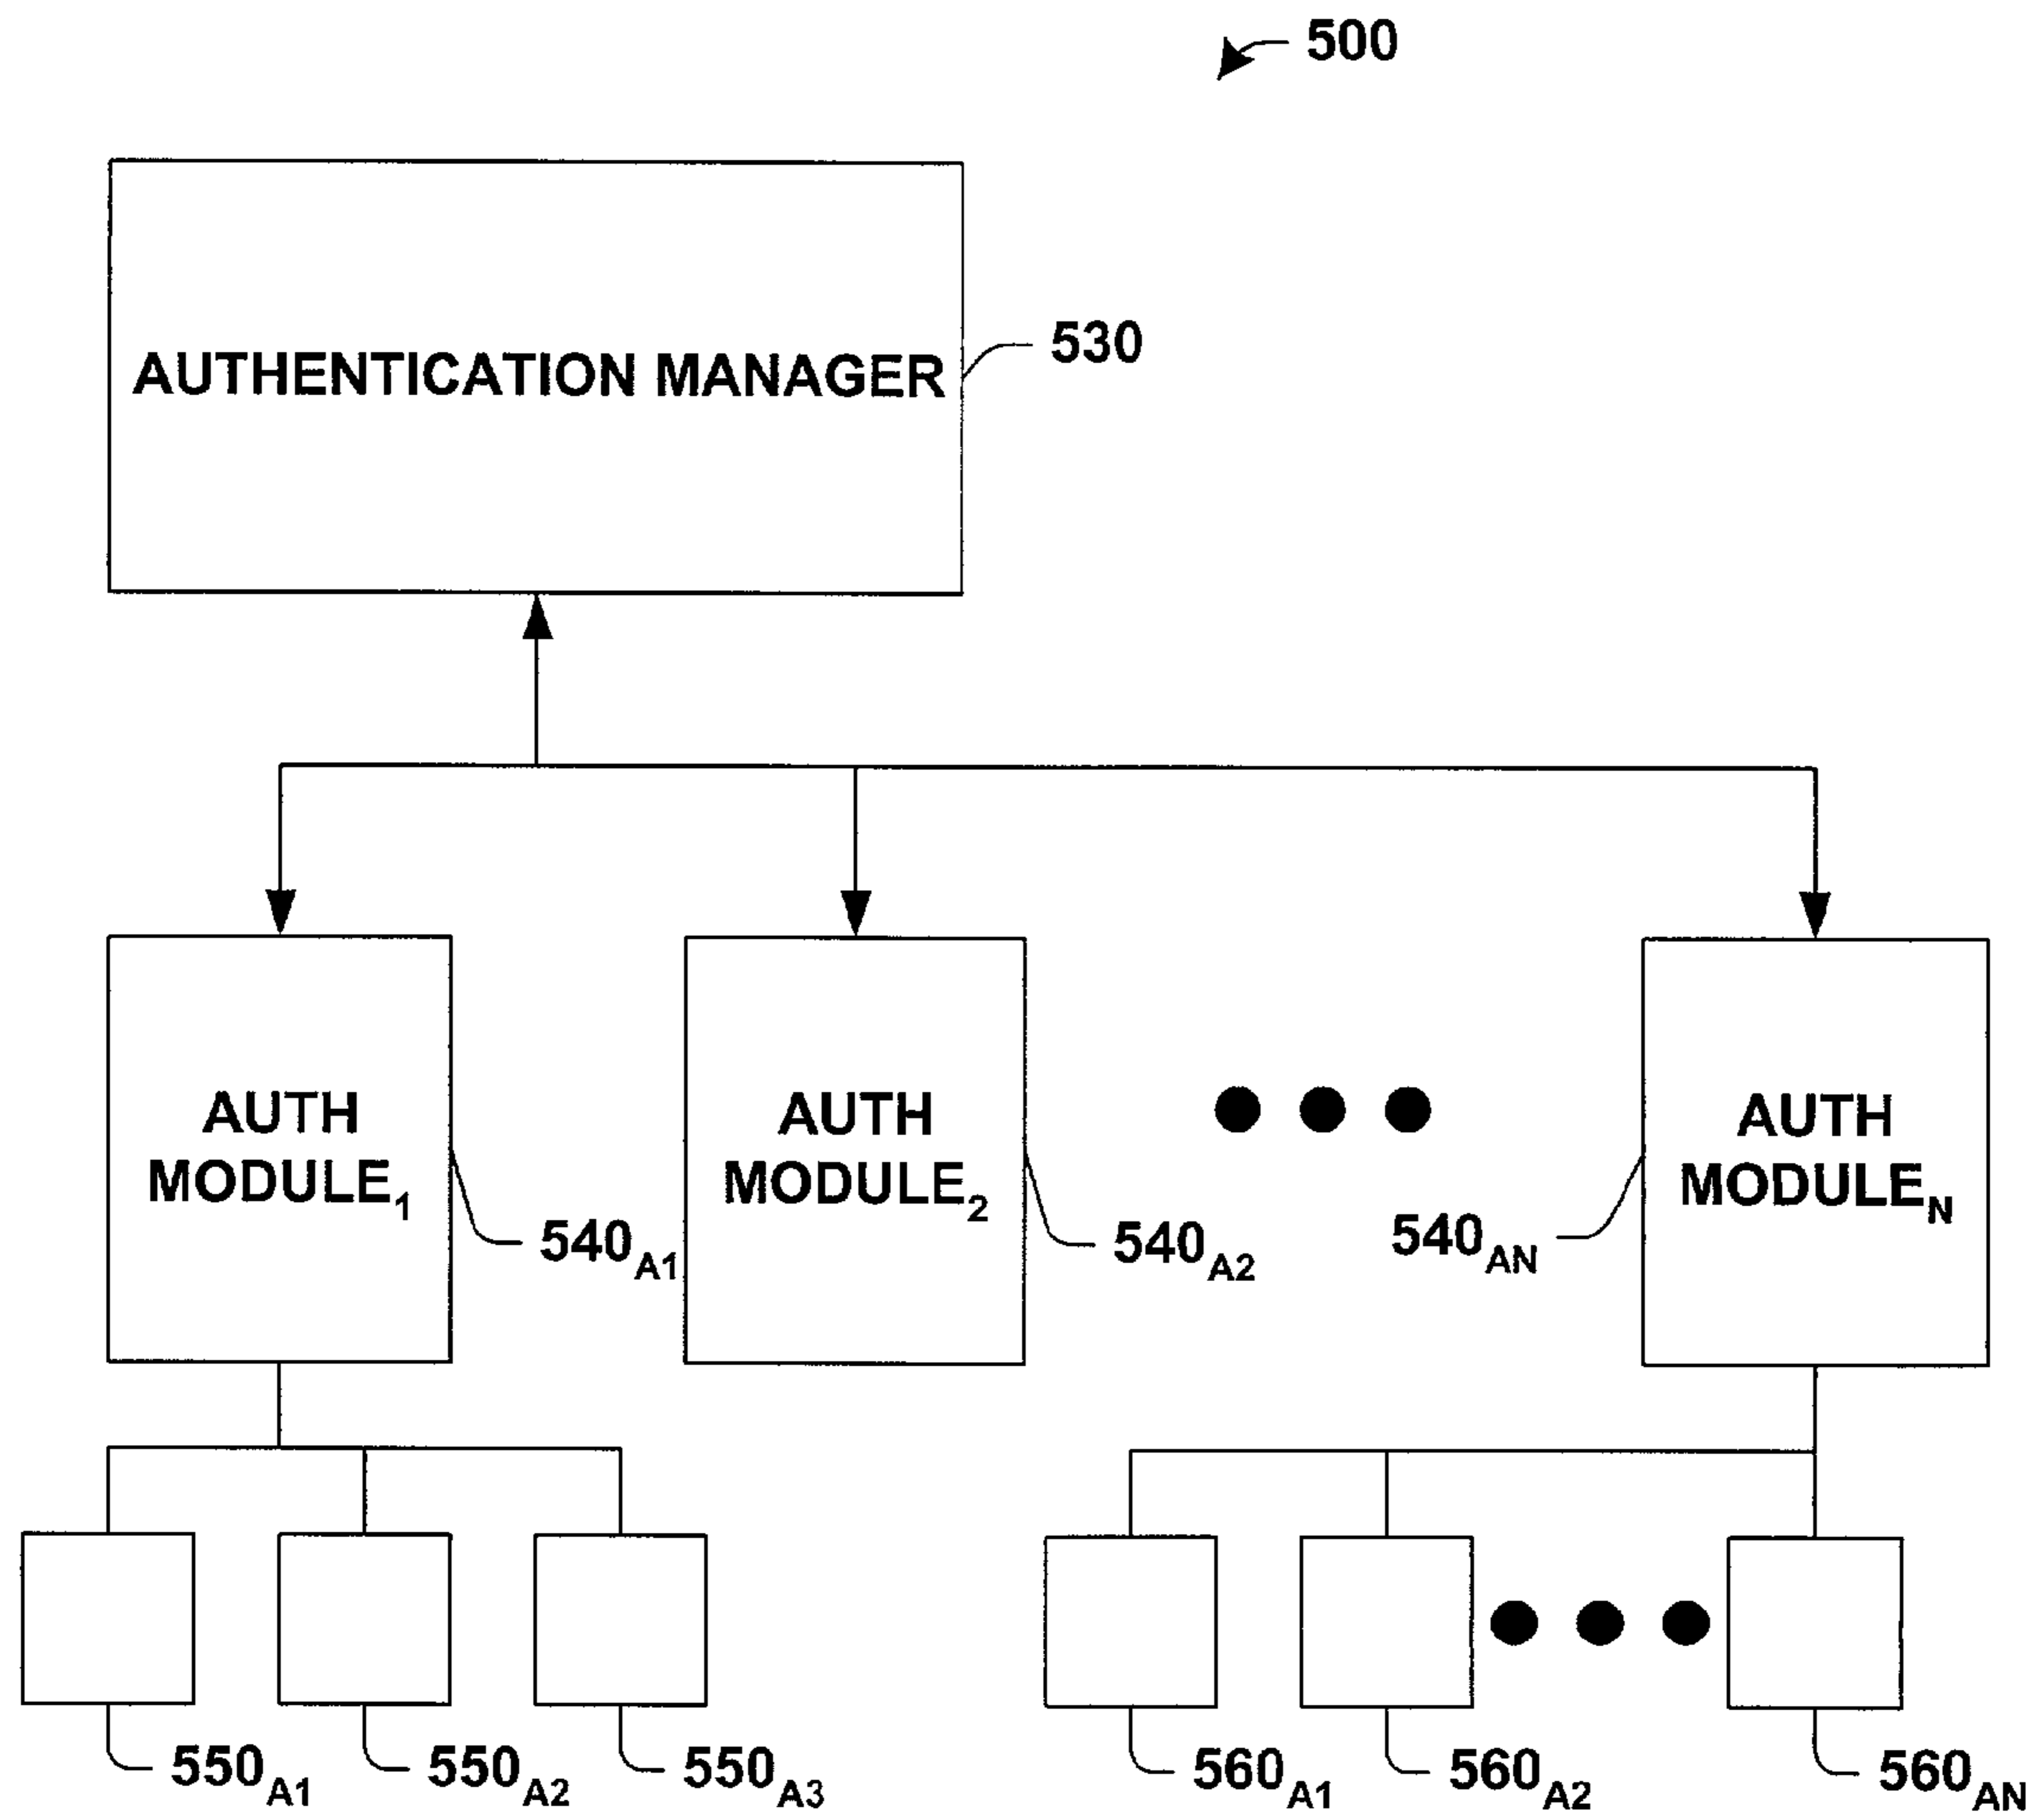 500
AUTHENTICATION MANAGER
530
AUTH
MODULE1
540A1
AUTH
MODULE2
540A2
AUTH
MODULEN
540AN
550A1
550A2
550A3
560A1
560A2
560AN